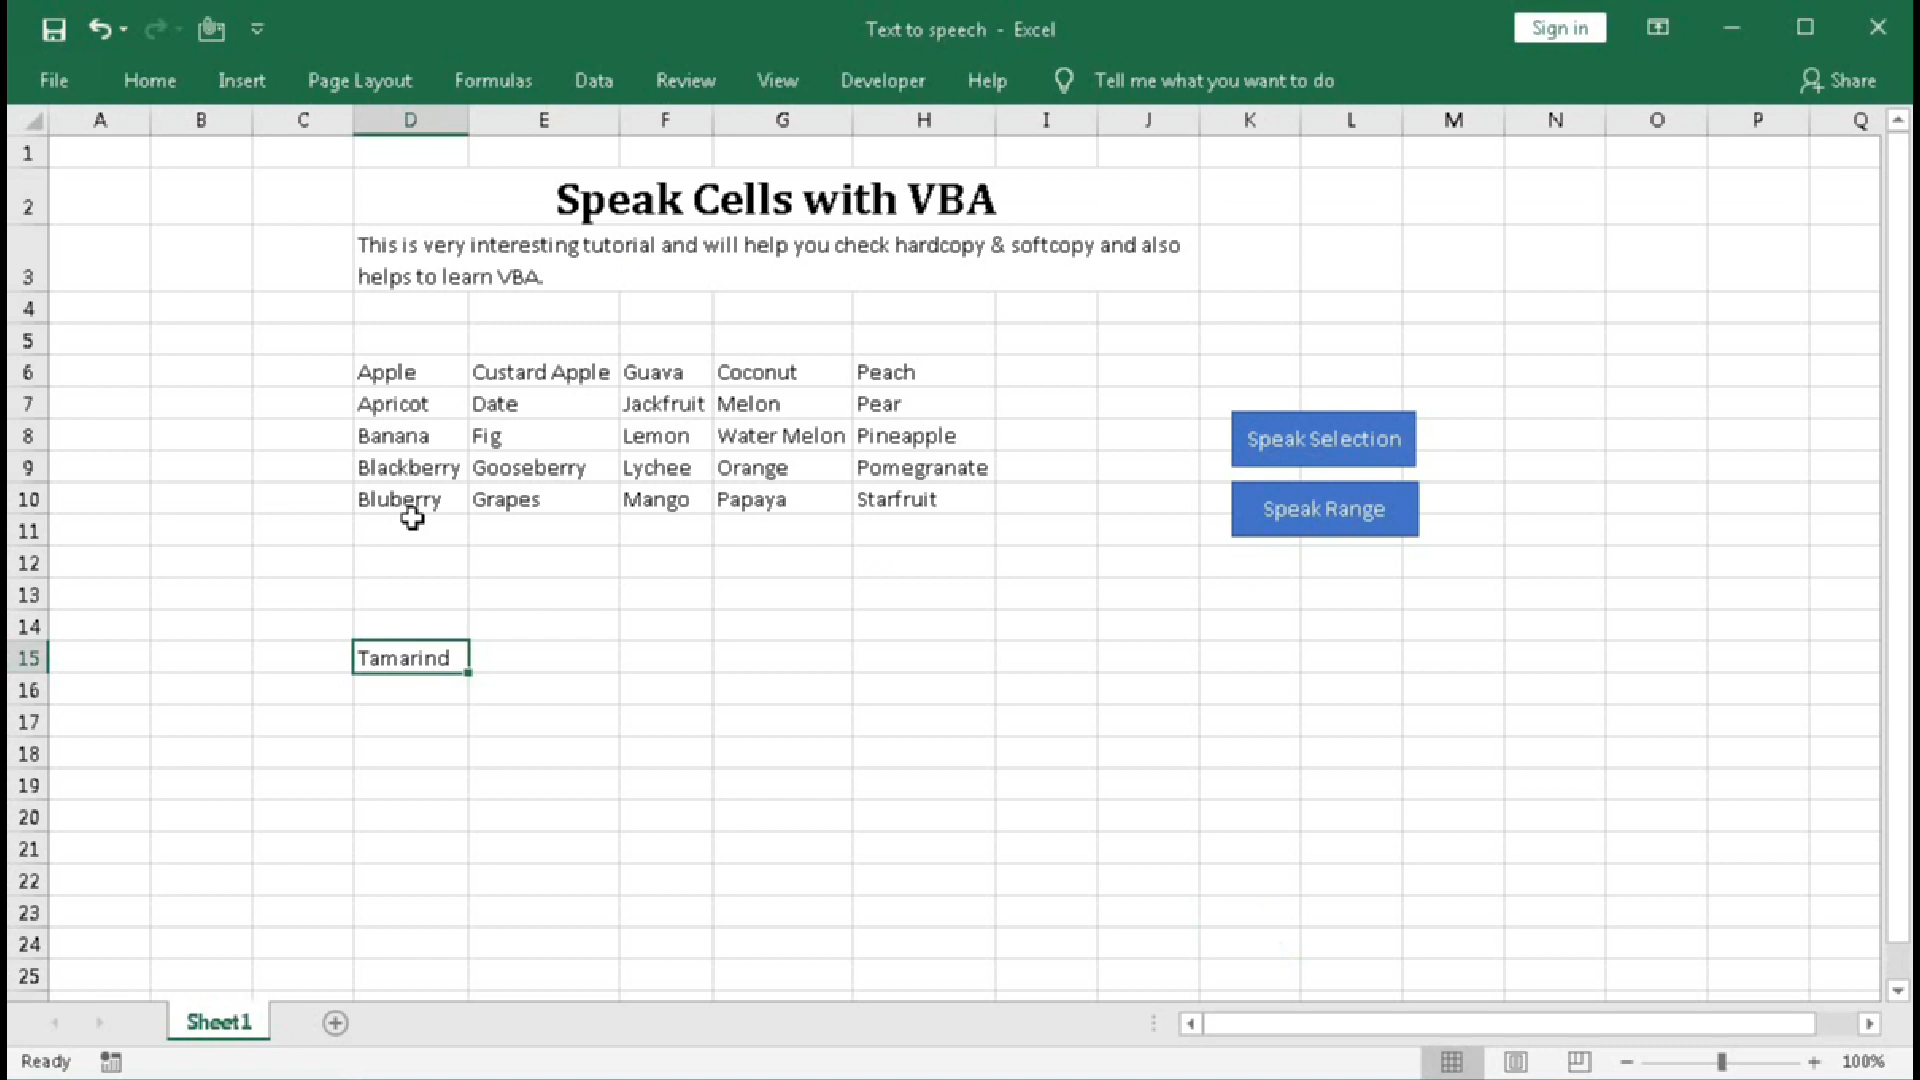 Text to speech - Excel
Sign in
File Home Insert Page Layout Formulas Data Review View Developer Help Tell me what you want to do Share
A B C D E F G H I J K L M N O P Q
1
2 Speak Cells with VBA
This is very interesting tutorial and will help you check hardcopy & softcopy and also
3 helps to learn VBA.
4
5
6 Apple Custard Apple Guava Coconut Peach
7 Apricot Date Jackfruit Melon Pear
8 Banana Fig Lemon Water Melon Pineapple Speak Selection
9 Blackberry Gooseberry Lychee Orange Pomegranate
10 Bluberry Grapes Mango Papaya Starfruit Speak Range
11
12
13
14
15 Tamarind
16
17
18
19
20
21
22
23
24
25
Sheet1
Ready 100%